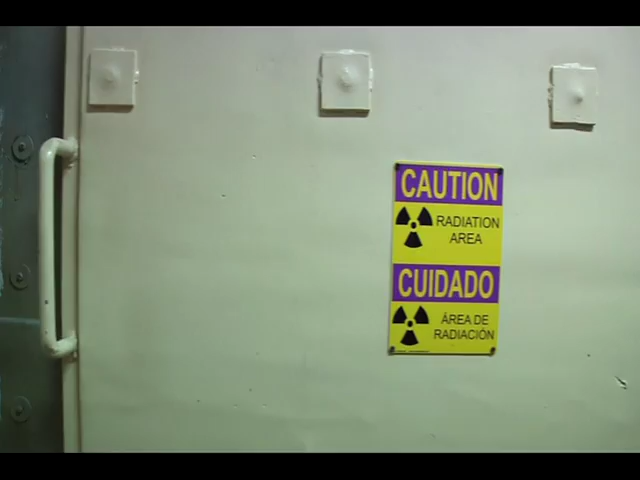 CAUTION
RADIATION
AREA
CUIDADO
ÁREA DE
RADIACIÓN